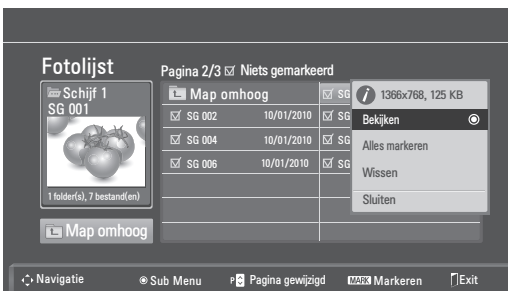 Fotolijst
Pagina 2/3 Niets gemarkeerd
Schijf 1
SG 001
1 folder(s), 7 bestand(en)
Map omhoog
Map omhoog
SG
SG 002 10/01/2010 SG
SG 004 10/01/2010 SG
SG 006 10/01/2010 SG
1366x768, 125 KB
Bekijken
Alles markeren
Wissen
Sluiten
Navigatie Sub Menu P Pagina gewijzigd MARK Markeren Exit